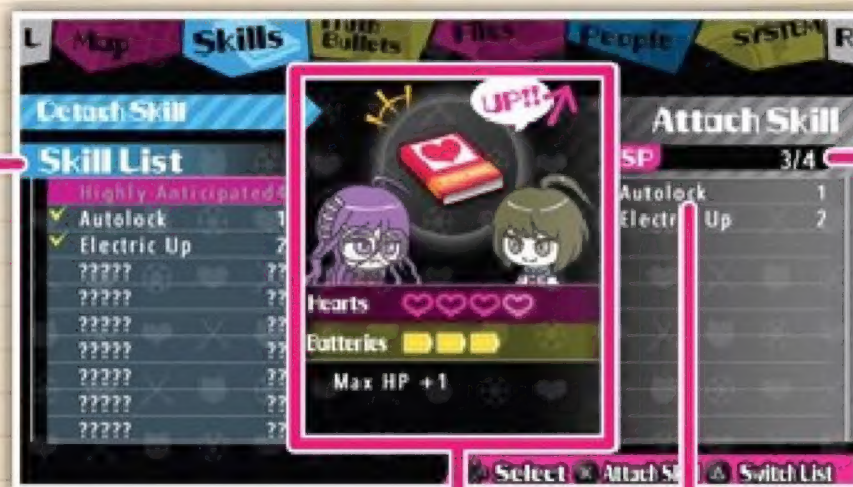 L Map Skills Truth Bullets Files People SYSTEM R
Detach Skill
UP!!
Attach Skill
Skill List
SP 3/4
Highly Anticipated 4
Autolock 1
Electric Up 2
????? ??
????? ??
????? ??
????? ??
????? ??
????? ??
????? ??
Autolock 1
Electric Up 2
Hearts
Batteries
Max HP +1
Select Attach Skill Switch List